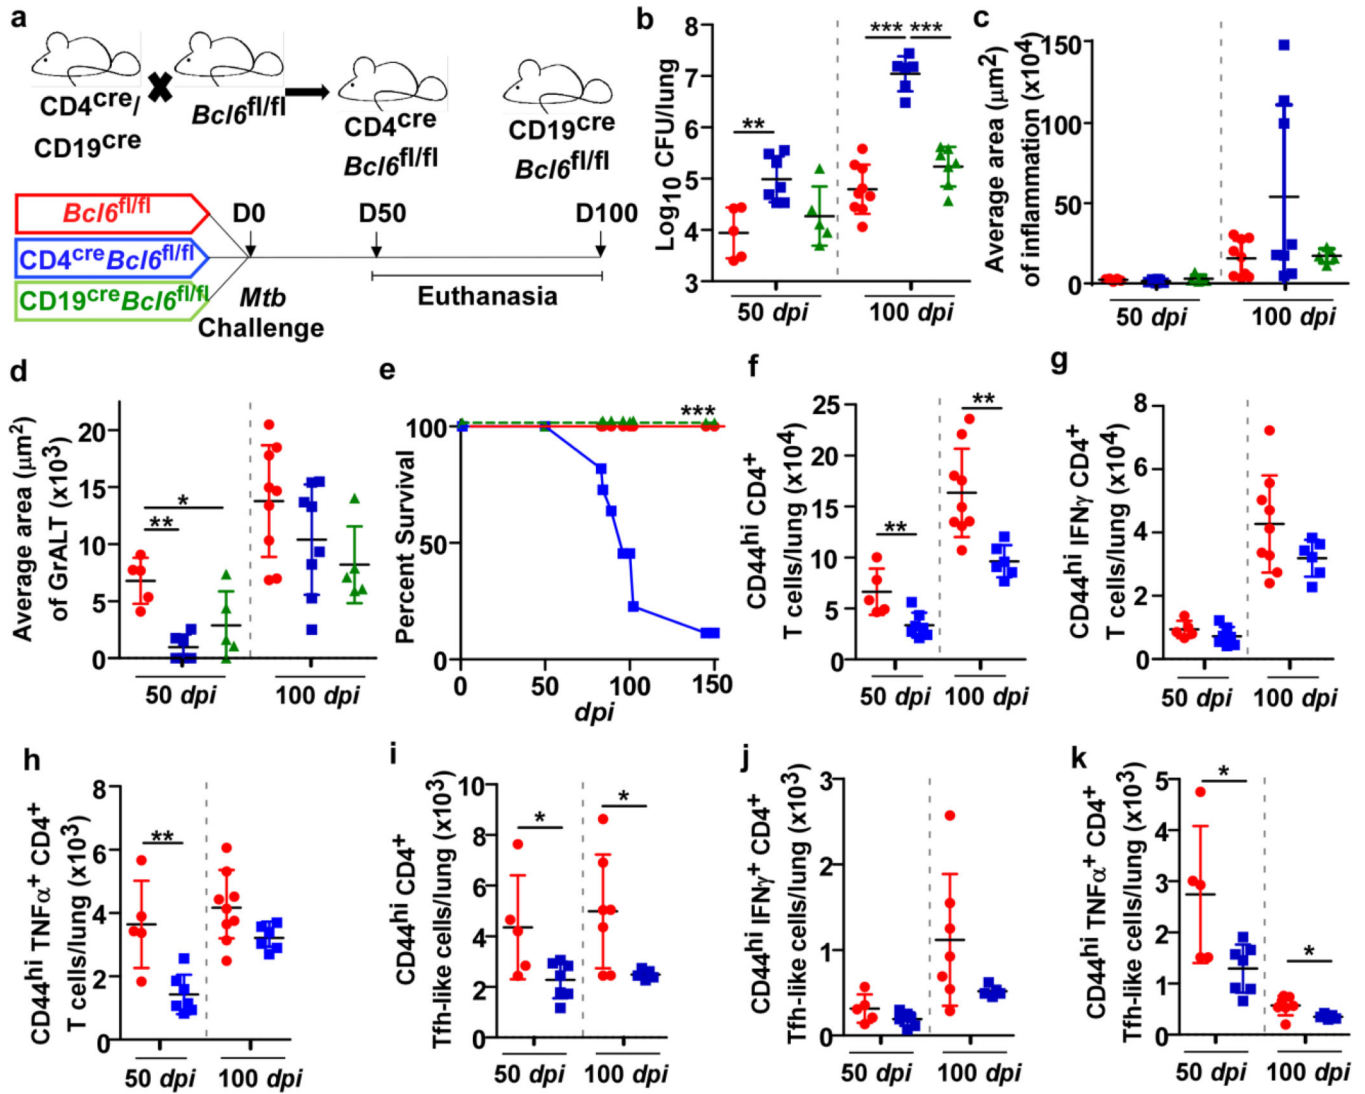 a
CD4cre/
CD19cre
Bcl6fl/fl
CD4cre
Bcl6fl/fl
CD19cre
Bcl6fl/fl
Bcl6fl/fl
CD4creBcl6fl/fl
CD19creBcl6fl/fl
D0
D50
D100
Mtb
Challenge
Euthanasia
b
Log10 CFU/lung
8
7
6
5
4
3
**
*** ***
50 dpi
100 dpi
c
Average area (µm2)
of inflammation (x104)
150
100
50
0
50 dpi
100 dpi
d
Average area (µm2)
of GrALT (x103)
20
15
10
5
0
*
**
50 dpi
100 dpi
e
Percent Survival
100
50
0
***
0
50
100
150
dpi
f
CD44hi CD4+
T cells/lung (x104)
25
20
15
10
5
0
**
**
50 dpi
100 dpi
g
CD44hi IFNγ CD4+
T cells/lung (x104)
8
6
4
2
0
50 dpi
100 dpi
h
CD44hi TNFα+ CD4+
T cells/lung (x103)
8
6
4
2
0
**
50 dpi
100 dpi
i
CD44hi CD4+
Tfh-like cells/lung (x103)
10
8
6
4
2
0
*
*
50 dpi
100 dpi
j
CD44hi IFNγ+ CD4+
Tfh-like cells/lung (x103)
3
2
1
0
50 dpi
100 dpi
k
CD44hi TNFα+ CD4+
Tfh-like cells/lung (x103)
5
4
3
2
1
0
*
*
50 dpi
100 dpi